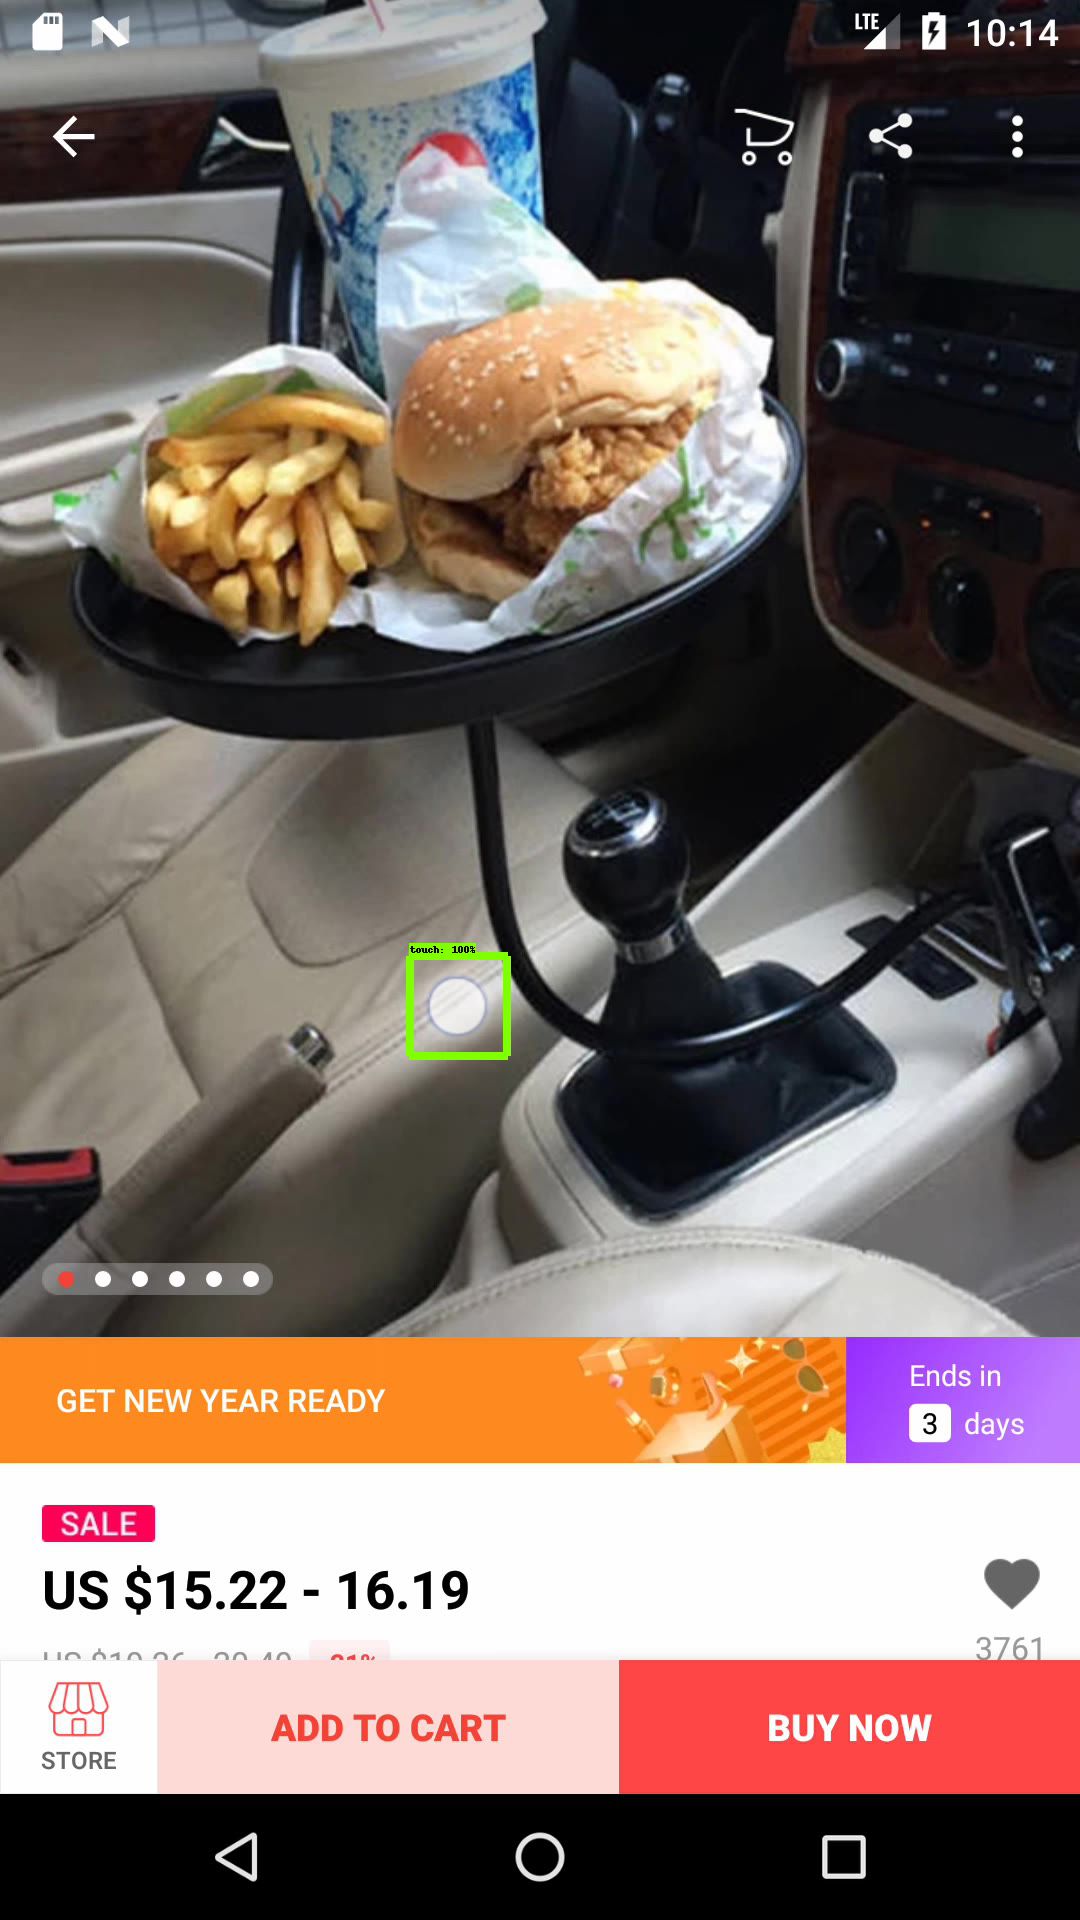 LTE 10:14
touch: 100%
GET NEW YEAR READY
Ends in
3 days
SALE
US $15.22 - 16.19
3761
STORE
ADD TO CART
BUY NOW